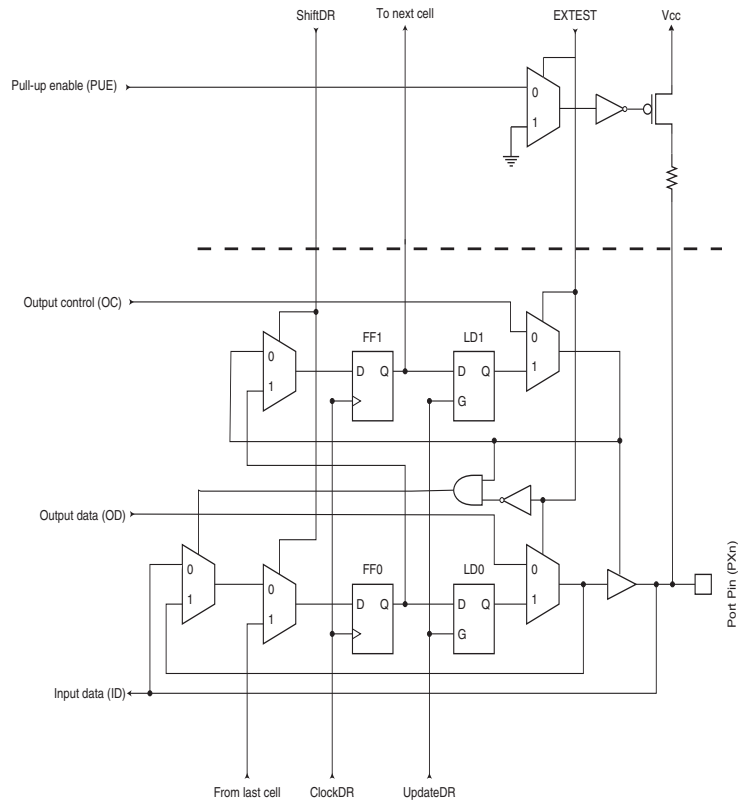 ShiftDR
To next cell
EXTEST
Vcc
Pull-up enable (PUE)
0
1
Output control (OC)
FF1
LD1
0
1
0
1
D Q
D Q
G
Output data (OD)
FF0
LD0
0
1
0
1
0
1
D Q
D Q
G
Port Pin (PXn)
Input data (ID)
From last cell
ClockDR
UpdateDR